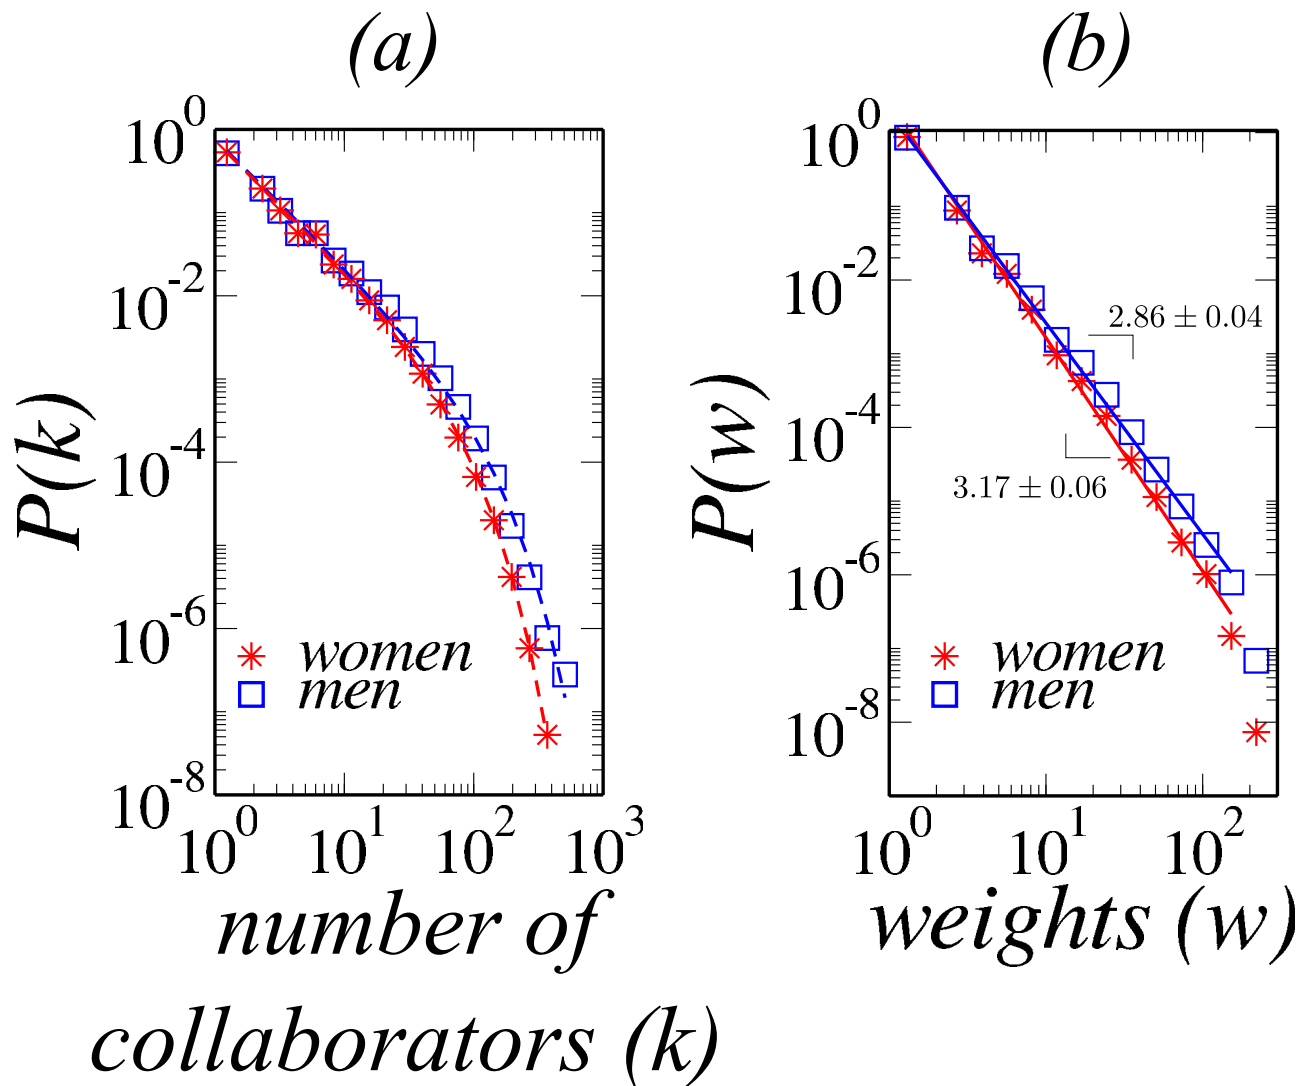 (a)
P(k)
10^0
10^-2
10^-4
10^-6
10^-8
women
men
10^0 10^1 10^2 10^3
number of
collaborators (k)
(b)
P(w)
10^0
10^-2
10^-4
10^-6
10^-8
2.86 ± 0.04
3.17 ± 0.06
women
men
10^0 10^1 10^2
weights (w)